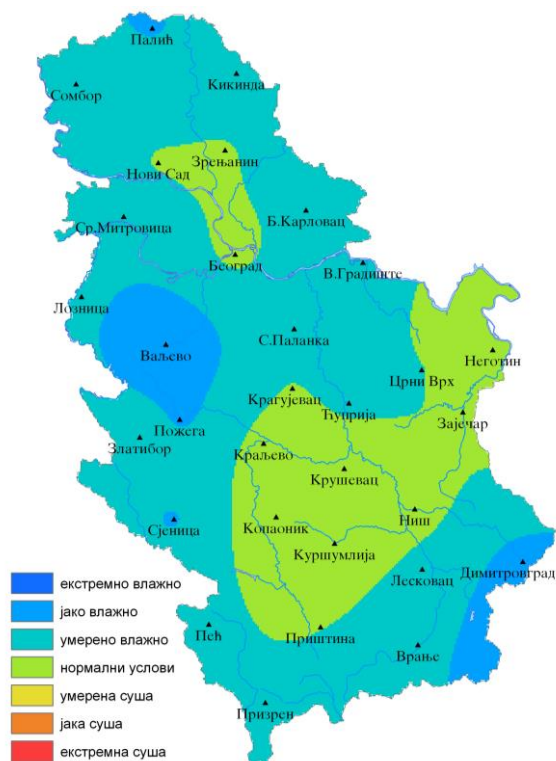 Палић
Сомбор
Кикинда
Зрењанин
Нови Сад
Б.Карловац
Ср.Митровица
Београд
В.Градиште
Лозница
С.Паланка
Ваљево
Неготин
Црни Врх
Крагујевац
Ћуприја
Зајечар
Пожега
Златибор
Краљево
Крушевац
Ниш
Копаоник
Сјеница
Куршумлија
Лесковац
Димитровград
Пећ
Приштина
Врање
Призрен
екстремно влажно
јако влажно
умерено влажно
нормални услови
умерена суша
јака суша
екстремна суша